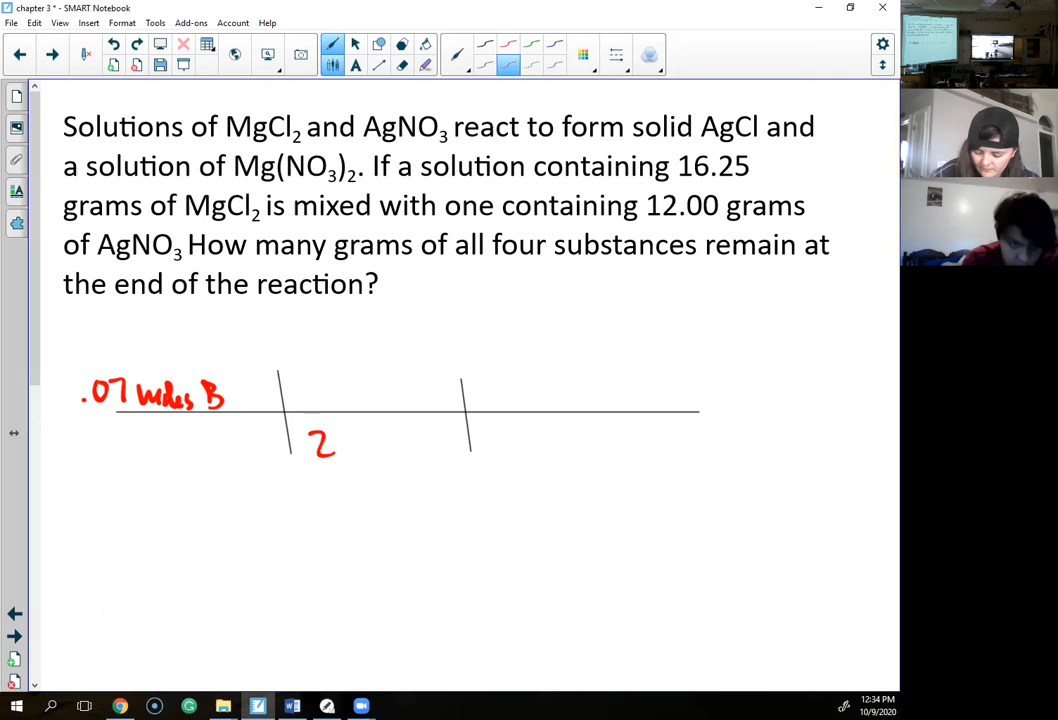 chapter 3 * - SMART Notebook
File Edit View Insert Format Tools Add-ons Account Help
Solutions of MgCl₂ and AgNO₃ react to form solid AgCl and
a solution of Mg(NO₃)₂. If a solution containing 16.25
grams of MgCl₂ is mixed with one containing 12.00 grams
of AgNO₃ How many grams of all four substances remain at
the end of the reaction?
.07 moles B
2
12:34 PM
10/9/2020